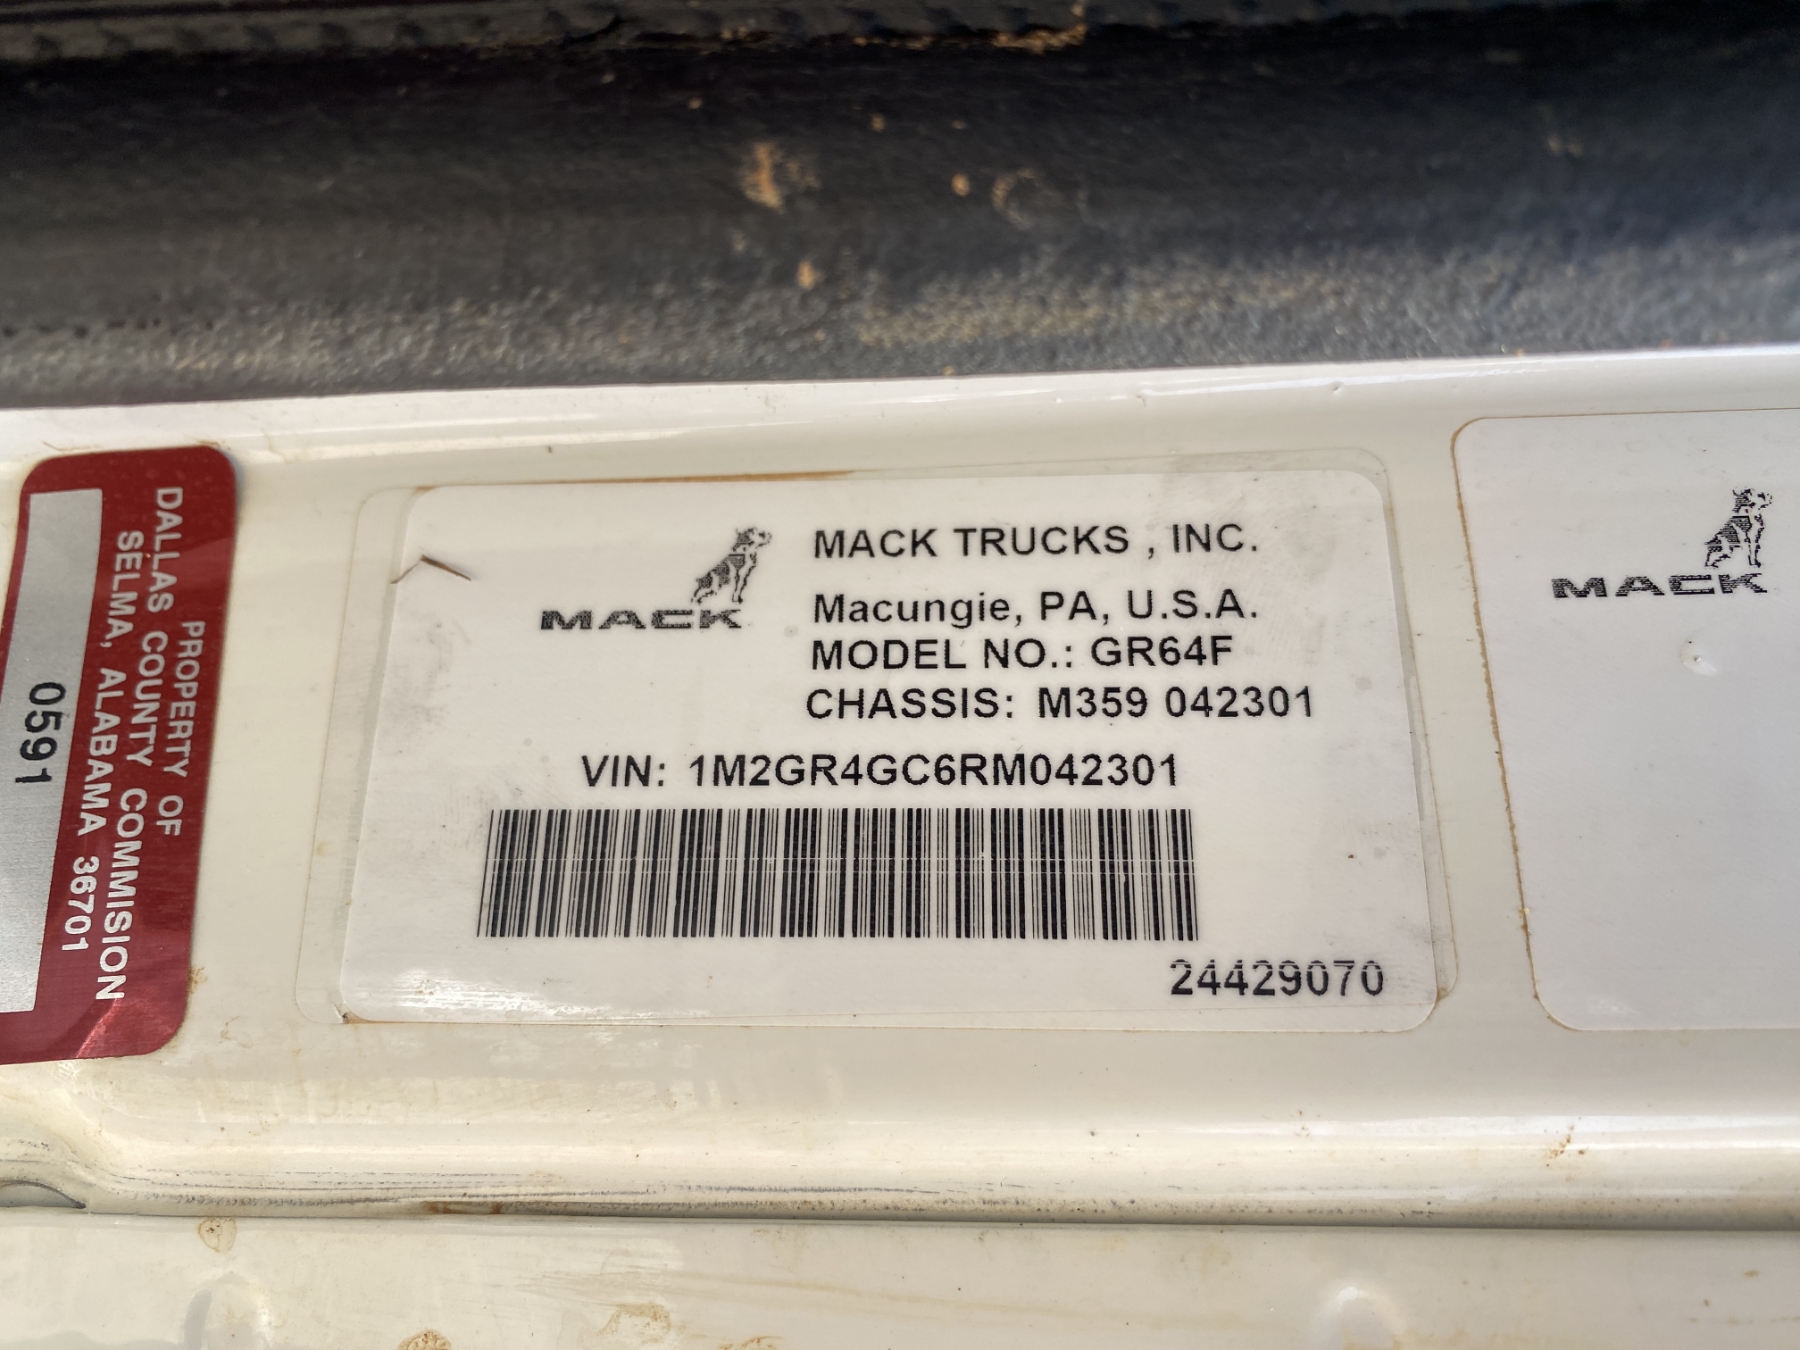 PROPERTY OF
DALLAS COUNTY COMMISION
SELMA, ALABAMA 36701
0591
MACK
MACK TRUCKS , INC.
Macungie, PA, U.S.A.
MODEL NO.: GR64F
CHASSIS: M359 042301
VIN: 1M2GR4GC6RM042301
24429070
MACK